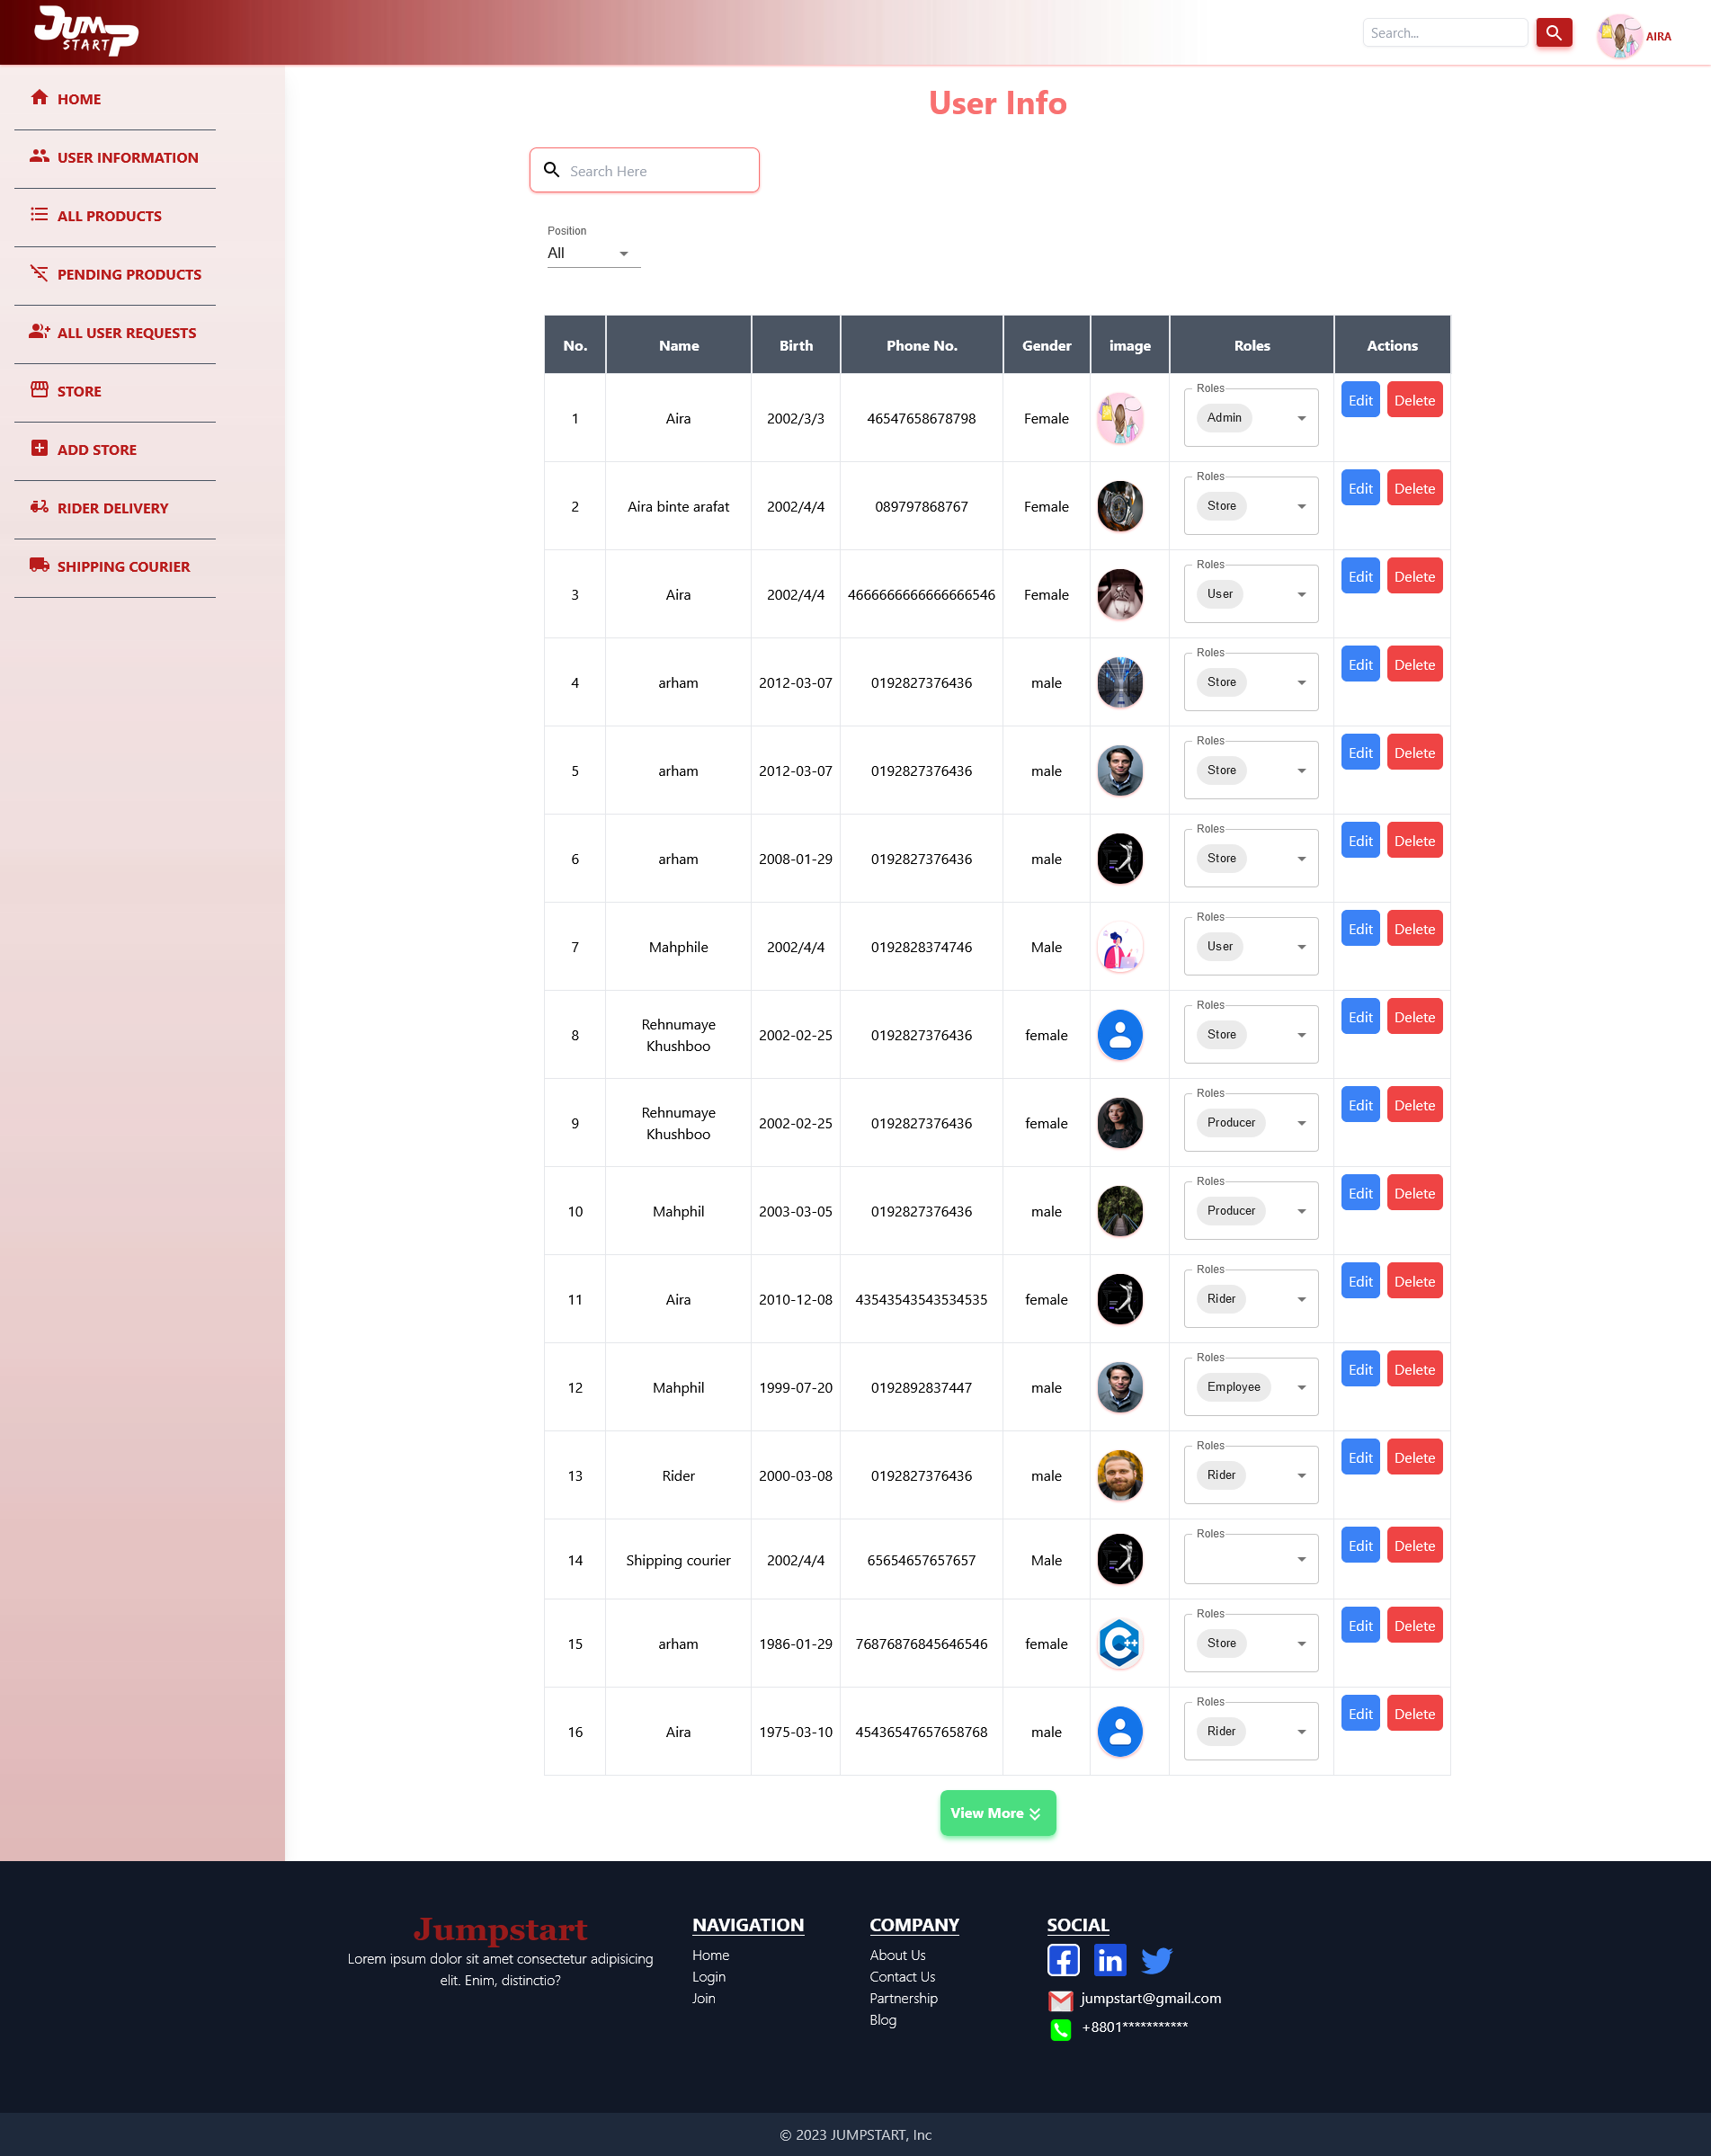 JUMP
START
Search...
AIRA
HOME
USER INFORMATION
ALL PRODUCTS
PENDING PRODUCTS
ALL USER REQUESTS
STORE
ADD STORE
RIDER DELIVERY
SHIPPING COURIER
User Info
Search Here
Position
All
No. Name Birth Phone No. Gender image Roles Actions
Roles
1 Aira 2002/3/3 46547658678798 Female Admin Edit Delete
Roles
2 Aira binte arafat 2002/4/4 089797868767 Female Store Edit Delete
Roles
3 Aira 2002/4/4 4666666666666666546 Female User Edit Delete
Roles
4 arham 2012-03-07 0192827376436 male Store Edit Delete
Roles
5 arham 2012-03-07 0192827376436 male Store Edit Delete
Roles
6 arham 2008-01-29 0192827376436 male Store Edit Delete
Roles
7 Mahphile 2002/4/4 0192828374746 Male User Edit Delete
Roles
8 Rehnumaye Khushboo 2002-02-25 0192827376436 female Store Edit Delete
Roles
9 Rehnumaye Khushboo 2002-02-25 0192827376436 female Producer Edit Delete
Roles
10 Mahphil 2003-03-05 0192827376436 male Producer Edit Delete
Roles
11 Aira 2010-12-08 43543543543534535 female Rider Edit Delete
Roles
12 Mahphil 1999-07-20 0192892837447 male Employee Edit Delete
Roles
13 Rider 2000-03-08 0192827376436 male Rider Edit Delete
Roles
14 Shipping courier 2002/4/4 65654657657657 Male Edit Delete
Roles
15 arham 1986-01-29 76876876845646546 female C++ Store Edit Delete
Roles
16 Aira 1975-03-10 45436547657658768 male Rider Edit Delete
View More
Jumpstart
Lorem ipsum dolor sit amet consectetur adipisicing
elit. Enim, distinctio?
NAVIGATION
Home
Login
Join
COMPANY
About Us
Contact Us
Partnership
Blog
SOCIAL
jumpstart@gmail.com
+8801***********
© 2023 JUMPSTART, Inc